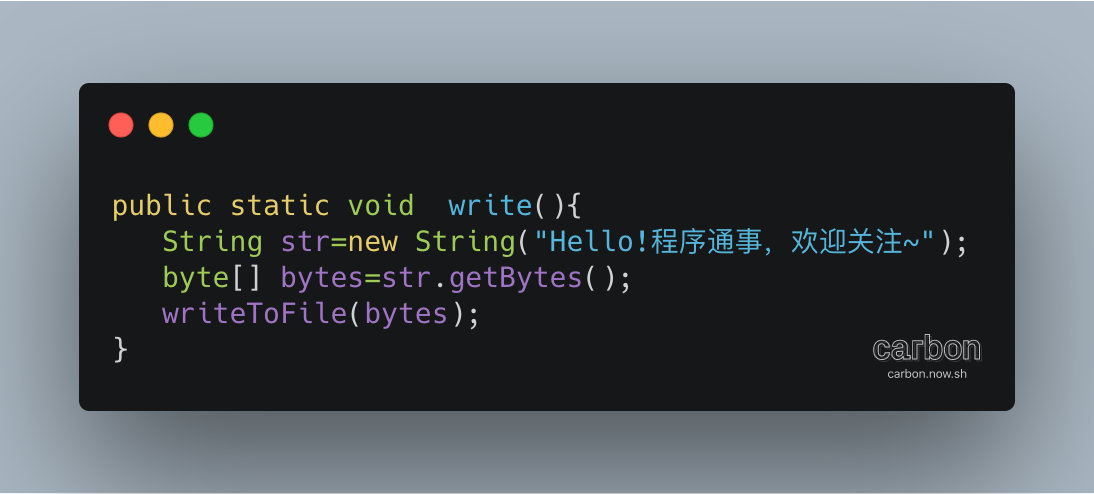 public static void  write(){
   String str=new String("Hello!程序通事，欢迎关注~");
   byte[] bytes=str.getBytes();
   writeToFile(bytes);
}
carbon
carbon.now.sh